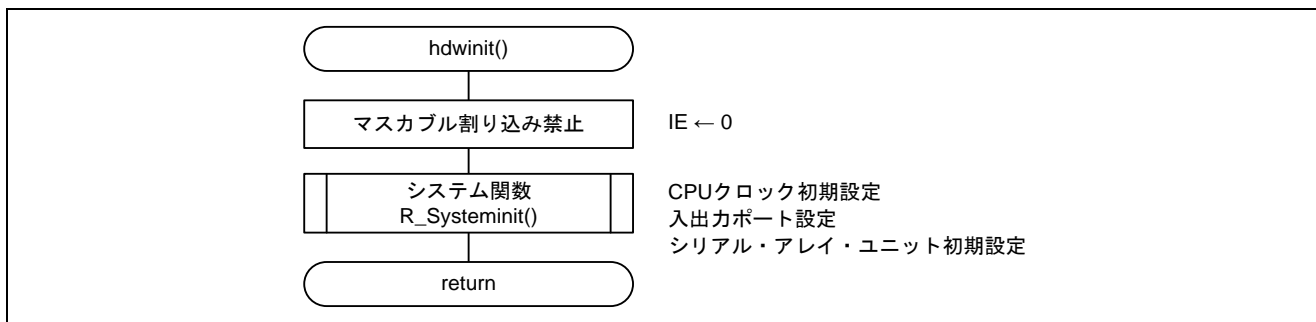 hdwinit()
マスカブル割り込み禁止
IE ← 0
システム関数
R_Systeminit()
CPUクロック初期設定
入出力ポート設定
シリアル・アレイ・ユニット初期設定
return